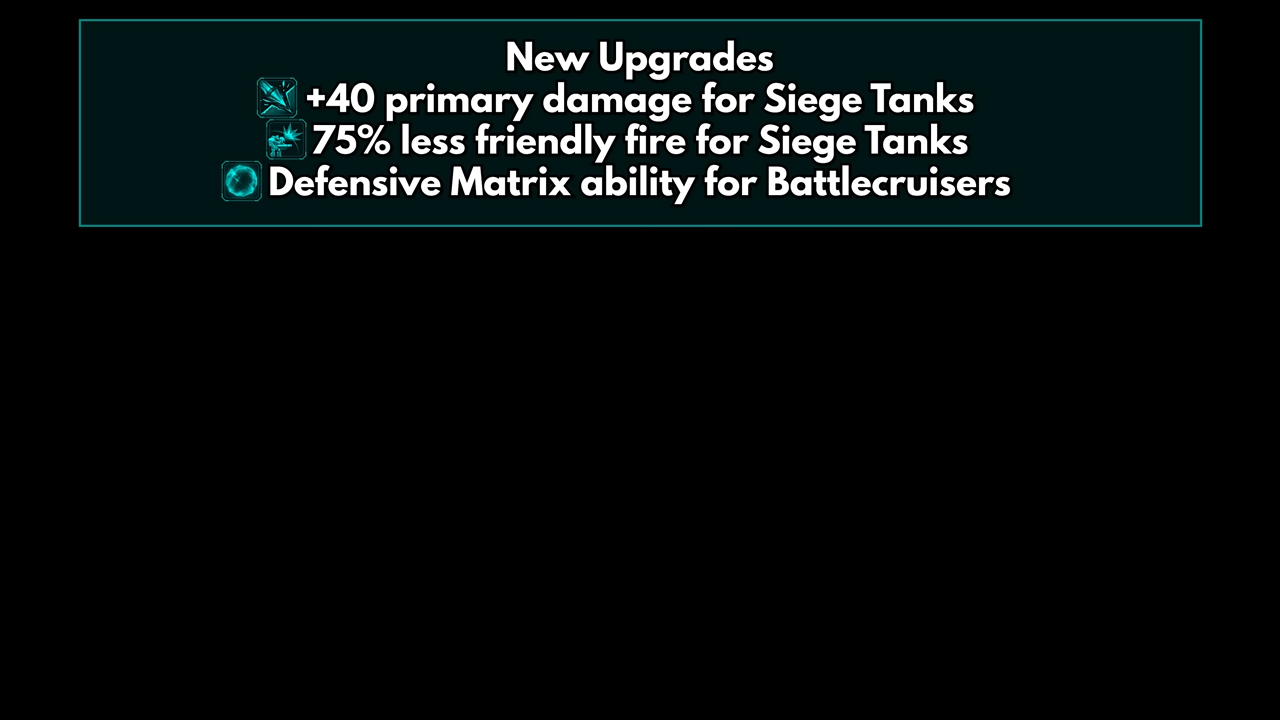 New Upgrades
+40 primary damage for Siege Tanks
75% less friendly fire for Siege Tanks
Defensive Matrix ability for Battlecruisers